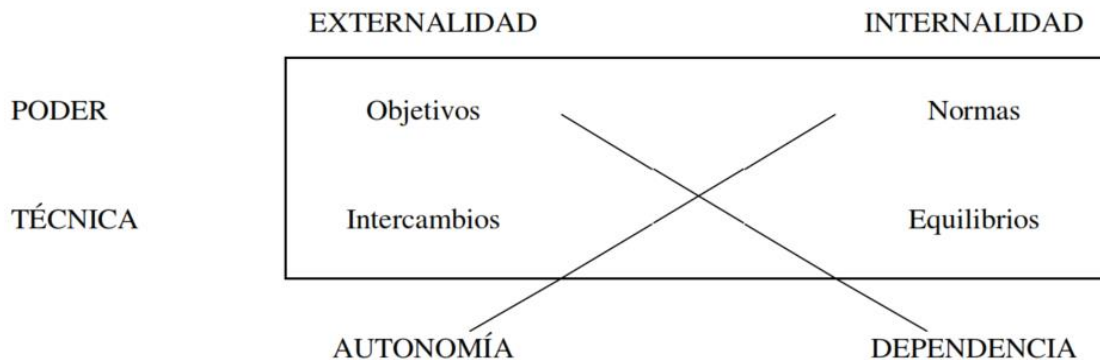 EXTERNALIDAD INTERNALIDAD
PODER Objetivos Normas
TÉCNICA Intercambios Equilibrios
AUTONOMÍA DEPENDENCIA